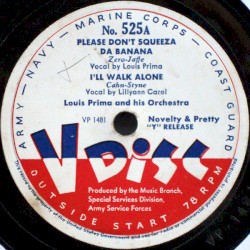 ARMY — NAVY — MARINE CORPS — COAST GUARD
No. 525A
PLEASE DON'T SQUEEZA
DA BANANA
Zero-Jaffe
Vocal by Louis Prima
I'LL WALK ALONE
Cahn-Styne
Vocal by Lillyann Carol
Louis Prima and his Orchestra
VP 1481
Novelty & Pretty
"Y" RELEASE
V DISC
Produced by the Music Branch,
Special Services Division,
Army Service Forces
OUTSIDE START 78 RPM